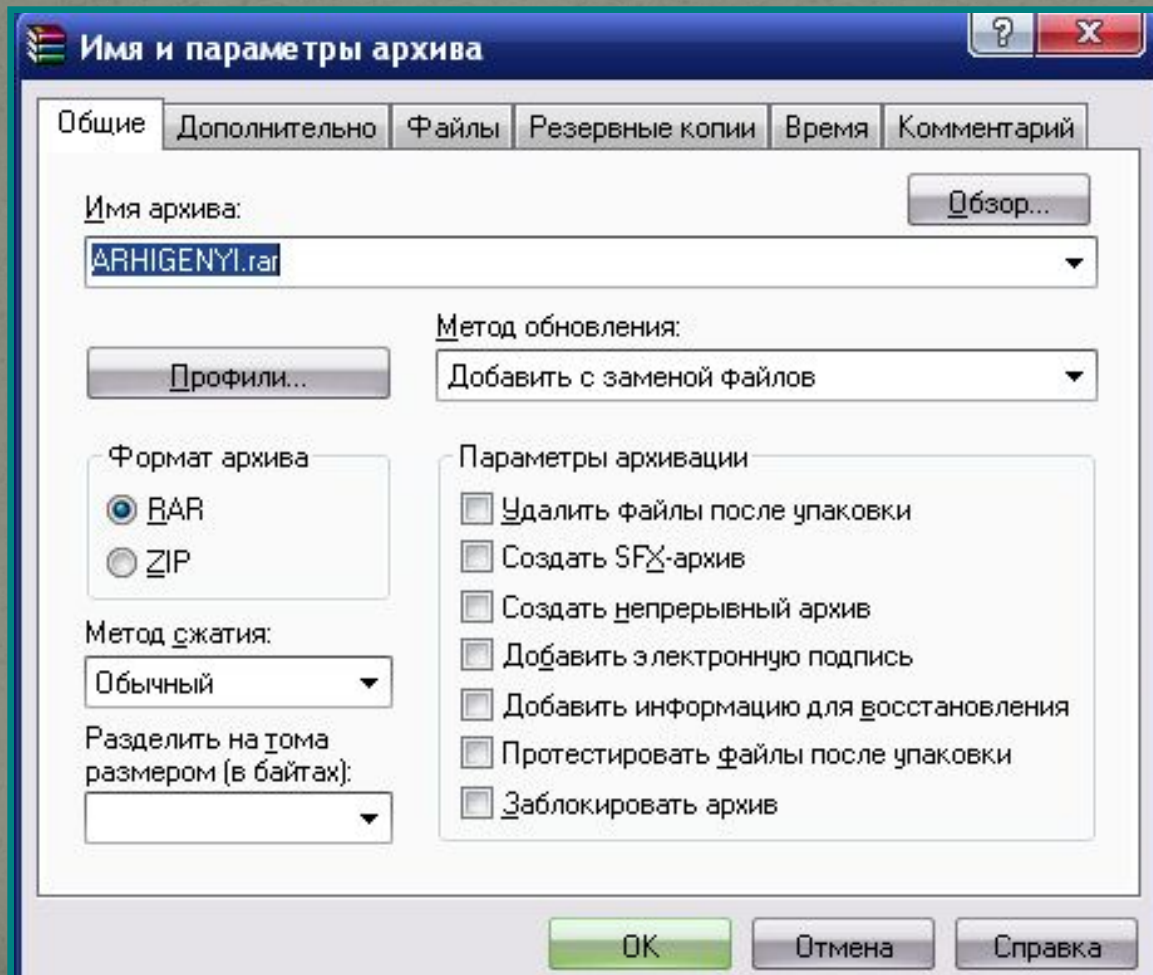 Имя и параметры архива
?
X
Общие
Дополнительно
Файлы
Резервные копии
Время
Комментарий
Имя архива:
Обзор...
ARHIGENYI.rar
Метод обновления:
Профили...
Добавить с заменой файлов
Формат архива
RAR
ZIP
Параметры архивации
Удалить файлы после упаковки
Создать SFX-архив
Создать непрерывный архив
Добавить электронную подпись
Добавить информацию для восстановления
Протестировать файлы после упаковки
Заблокировать архив
Метод сжатия:
Обычный
Разделить на тома
размером (в байтах):
OK
Отмена
Справка